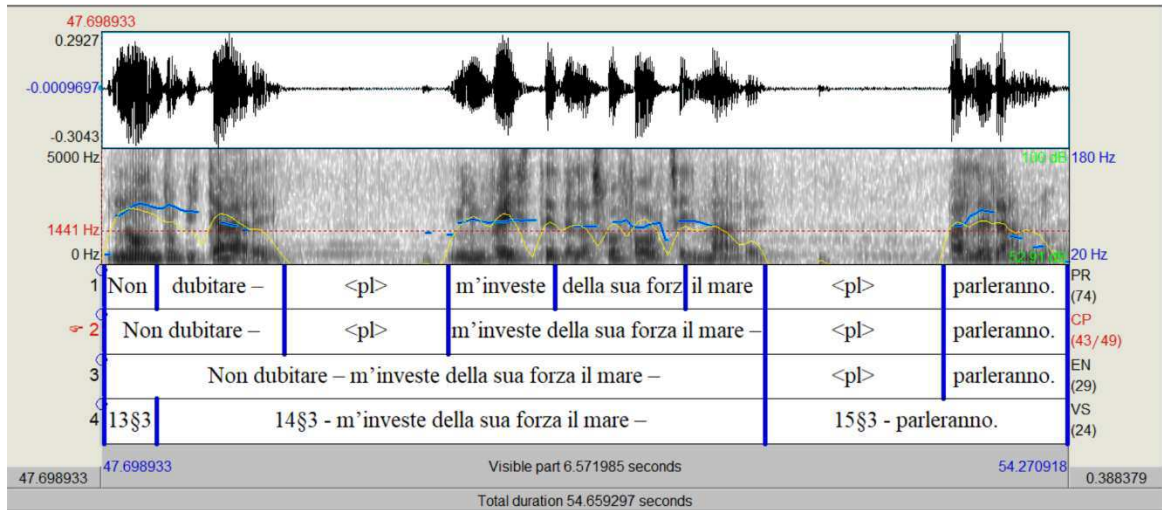 47.698933
0.2927
-0.0009697
-0.3043
5000 Hz 100 dB 180 Hz
1441 Hz
0 Hz 52.91 dB 20 Hz
1 Non dubitare – <pl> m’investe della sua forz il mare <pl> parleranno. PR (74)
2 Non dubitare – <pl> m’investe della sua forza il mare – <pl> parleranno. CP (43/49)
3 Non dubitare – m’investe della sua forza il mare – <pl> parleranno. EN (29)
4 13§3 14§3 - m’investe della sua forza il mare – 15§3 - parleranno. VS (24)
47.698933 Visible part 6.571985 seconds 54.270918
47.698933 0.388379
Total duration 54.659297 seconds